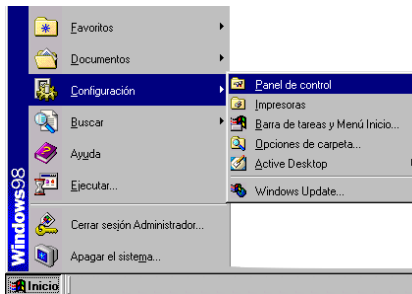 Favoritos
Documentos
Configuración
Buscar
Ayuda
Ejecutar...
Cerrar sesión Administrador...
Apagar el sistema...
Panel de control
Impresoras
Barra de tareas y Menú Inicio...
Opciones de carpeta...
Active Desktop
Windows Update...
Windows98
Inicio